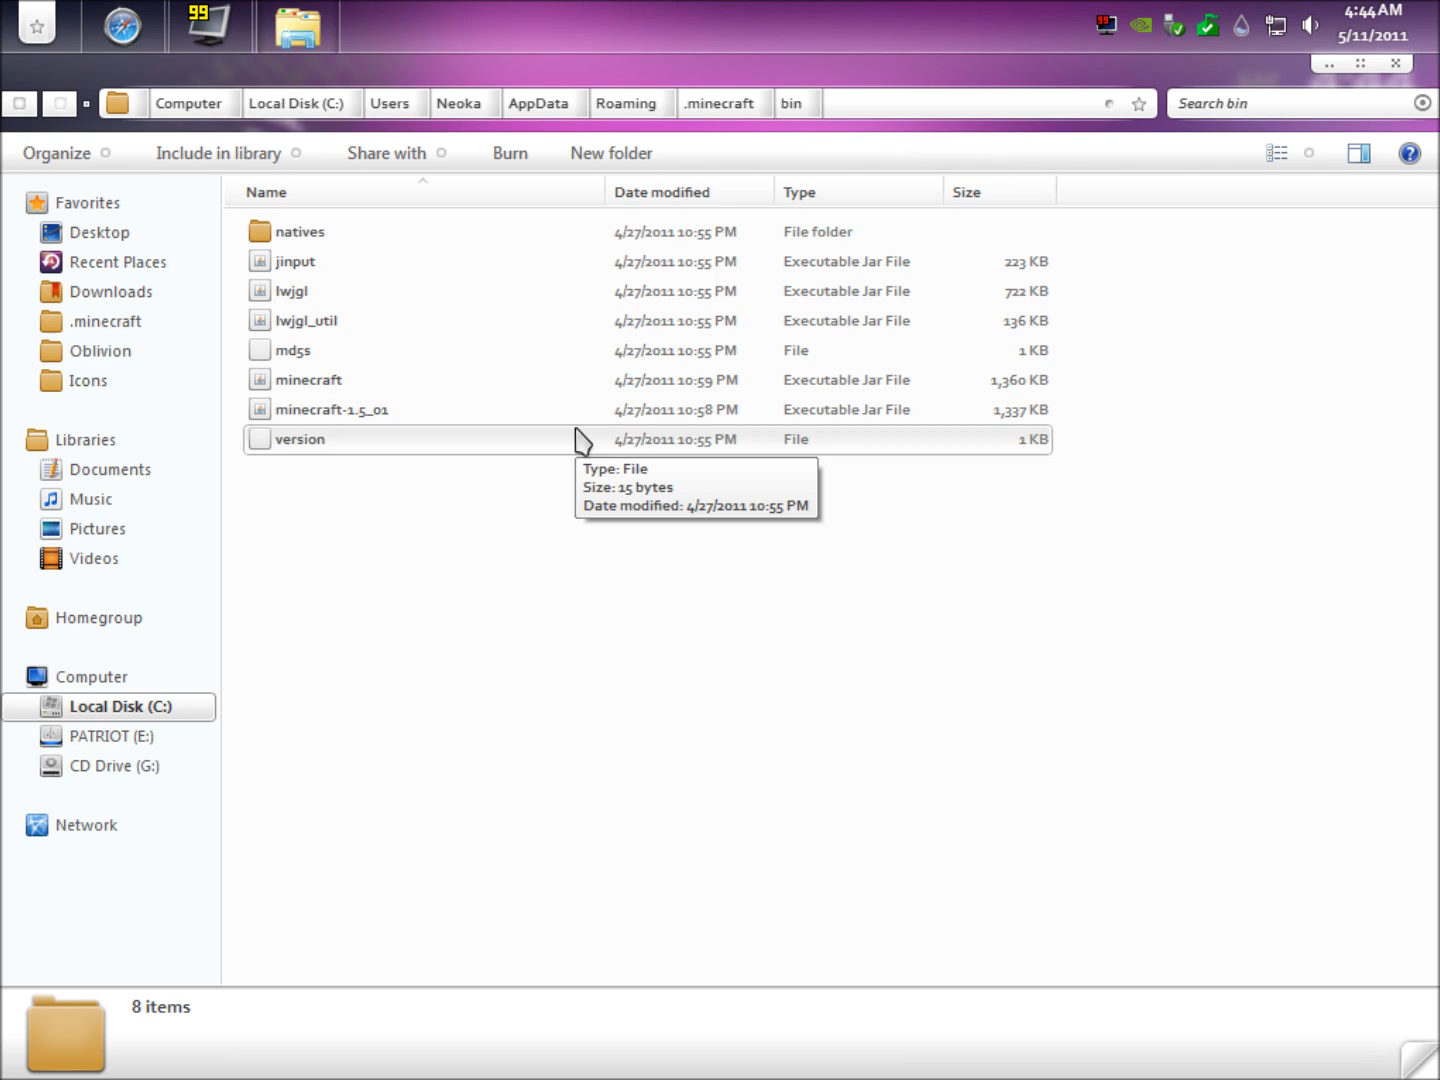 99
99
4:44 AM
5/11/2011
Computer Local Disk (C:) Users Neoka AppData Roaming .minecraft bin
Search bin
Organize Include in library Share with Burn New folder
Name Date modified Type Size
natives 4/27/2011 10:55 PM File folder
jinput 4/27/2011 10:55 PM Executable Jar File 223 KB
lwjgl 4/27/2011 10:55 PM Executable Jar File 722 KB
lwjgl_util 4/27/2011 10:55 PM Executable Jar File 136 KB
md5s 4/27/2011 10:55 PM File 1 KB
minecraft 4/27/2011 10:59 PM Executable Jar File 1,360 KB
minecraft-1.5_01 4/27/2011 10:58 PM Executable Jar File 1,337 KB
version 4/27/2011 10:55 PM File 1 KB
Type: File
Size: 15 bytes
Date modified: 4/27/2011 10:55 PM
Favorites
Desktop
Recent Places
Downloads
.minecraft
Oblivion
Icons
Libraries
Documents
Music
Pictures
Videos
Homegroup
Computer
Local Disk (C:)
PATRIOT (E:)
CD Drive (G:)
Network
8 items